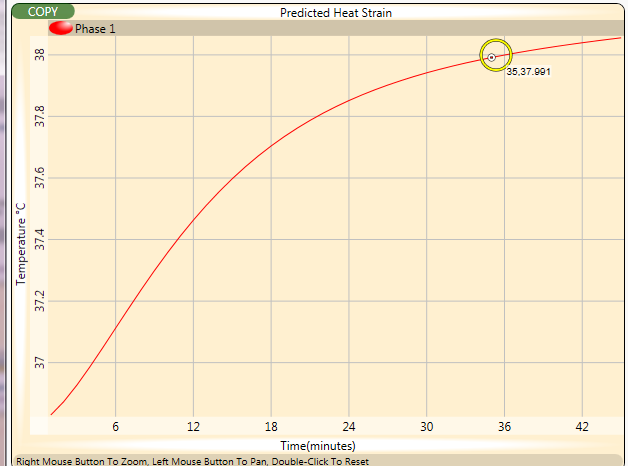 COPY
Predicted Heat Strain
Phase 1
38
35,37.991
37.8
37.6
37.4
37.2
37
Temperature °C
6 12 18 24 30 36 42
Time(minutes)
Right Mouse Button To Zoom, Left Mouse Button To Pan, Double-Click To Reset